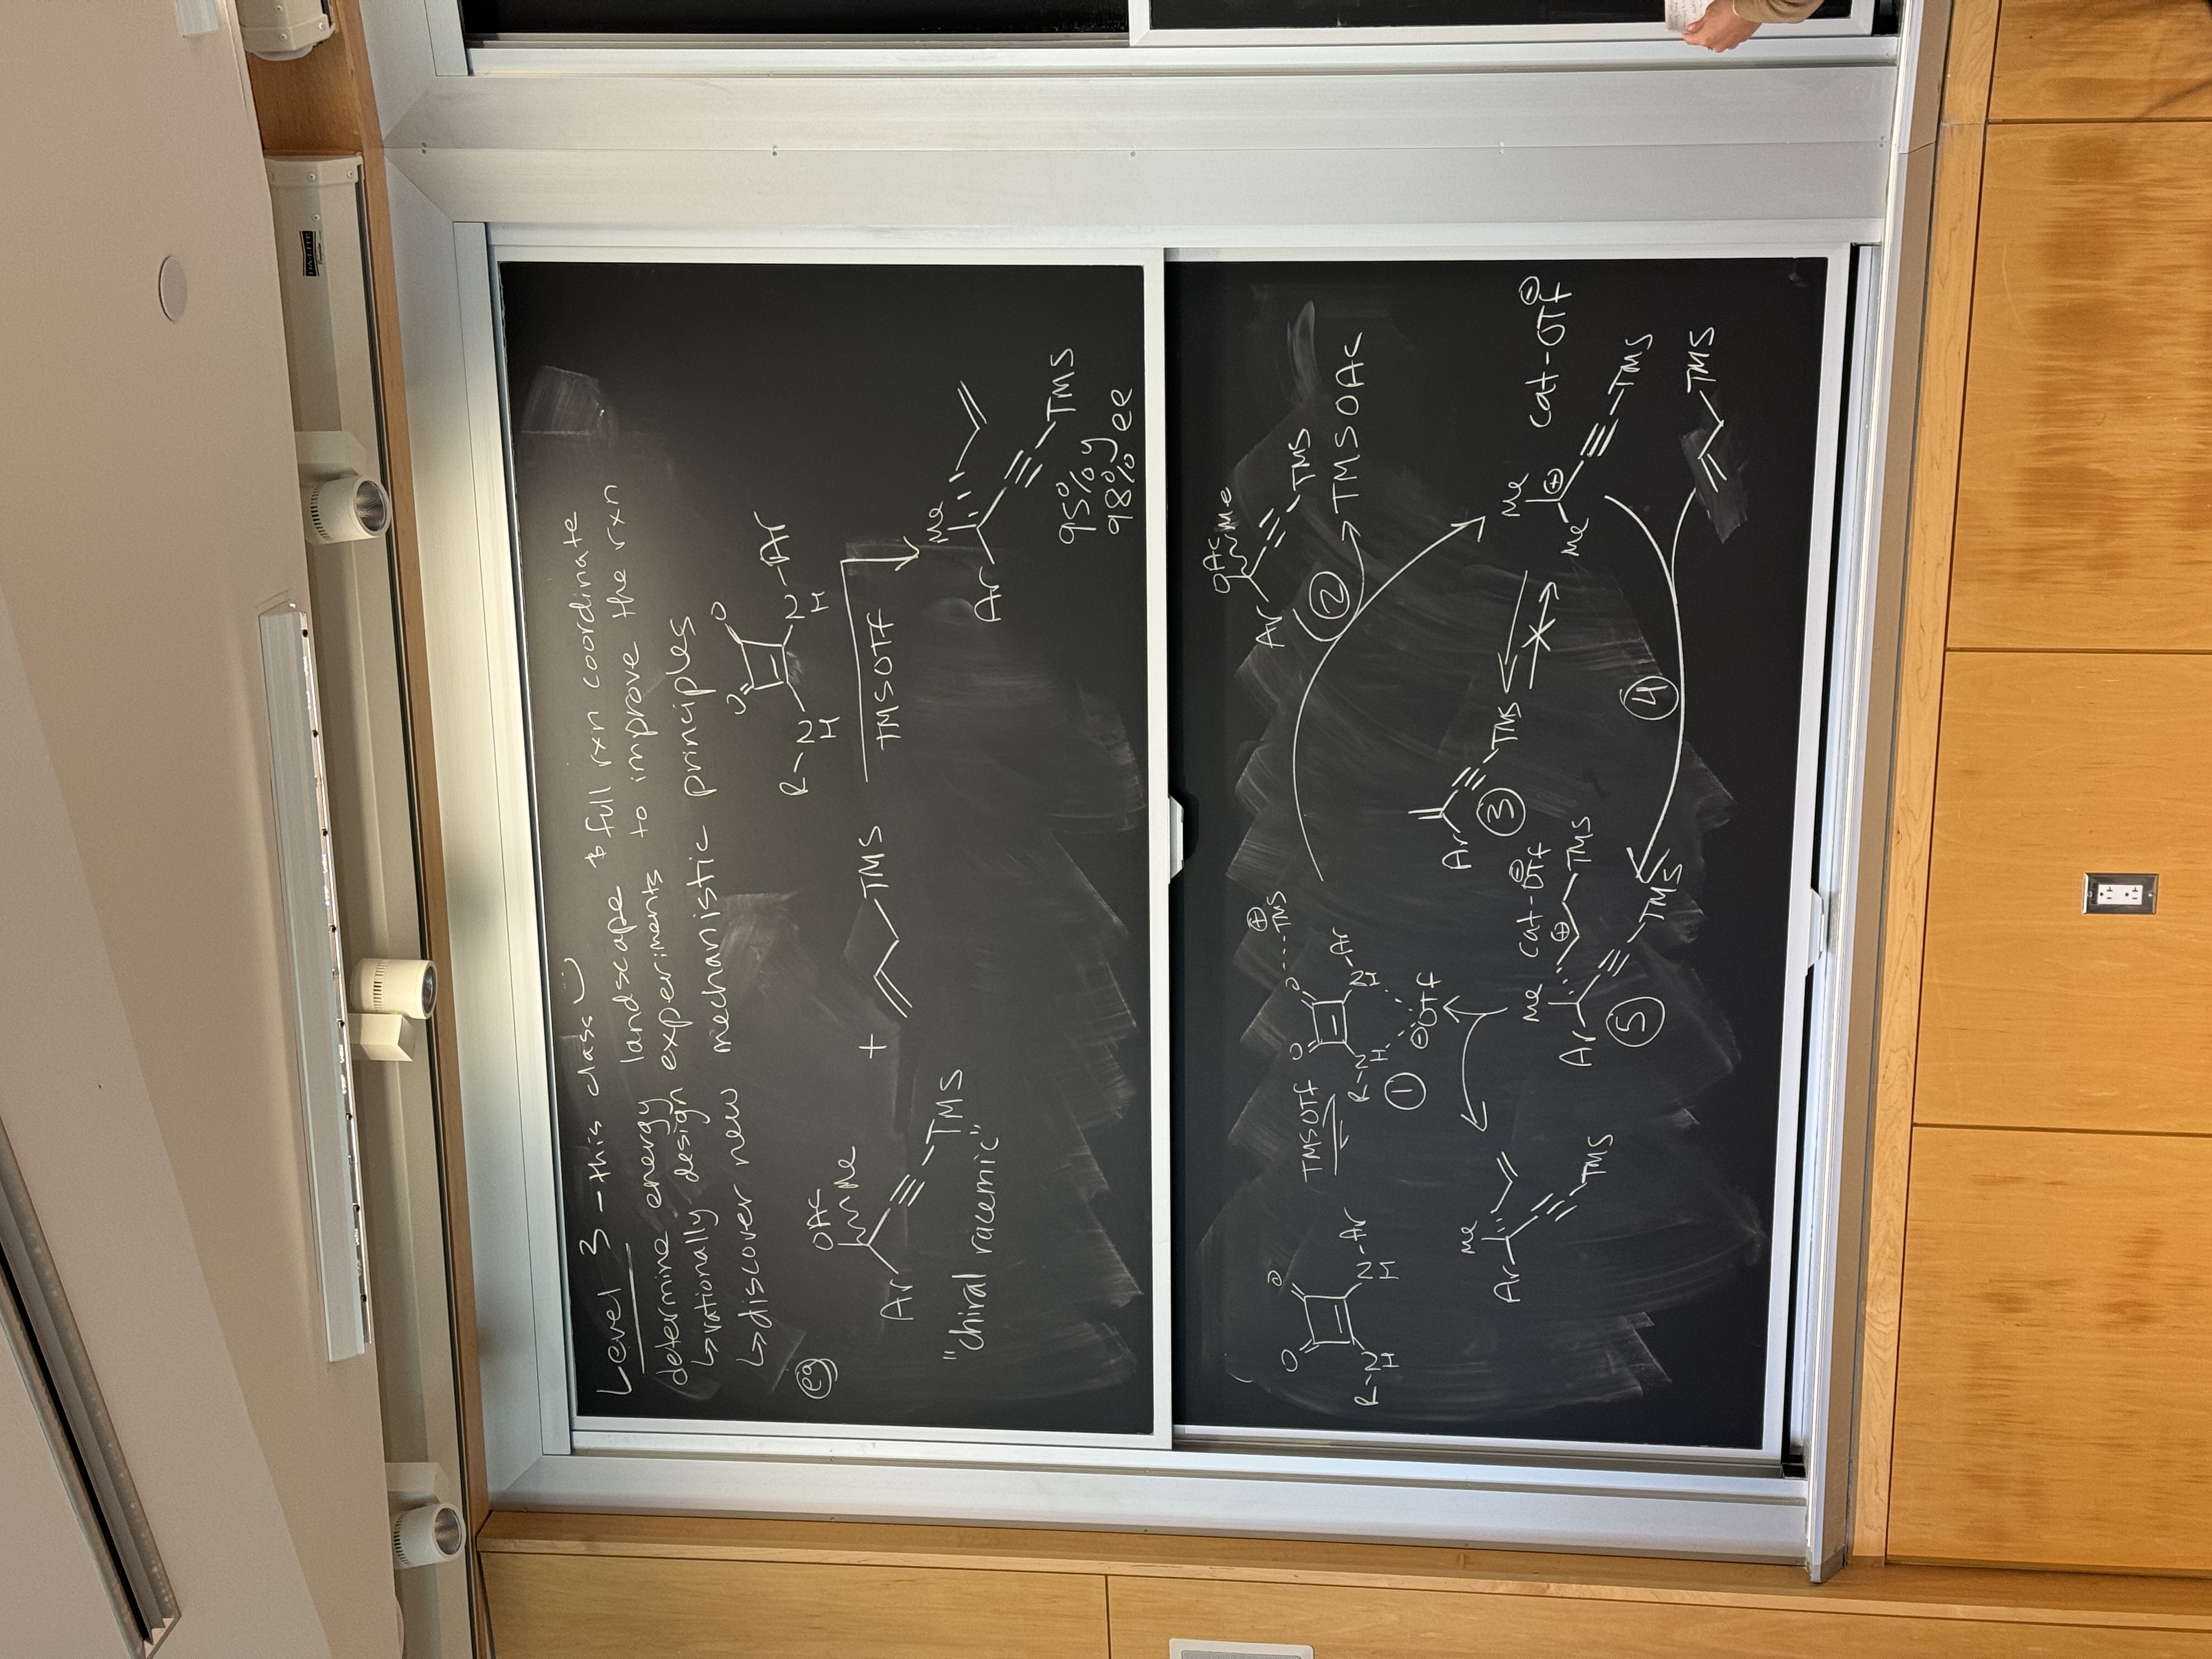 DA-LITE
Level 3 - this class
determine energy landscape & full rxn coordinate
↳ rationally design experiments to improve the rxn
↳ discover new mechanistic principles
eg
OAc
Me
Ar
TMS
"chiral racemic"
+
TMS
O
O
R
N
H
N
H
Ar
TMSOTf
Me
Ar
TMS
95% y
98% ee
O
O
R
N
H
N
H
Ar
TMSOTf
O
O
⊕
TMS
R
N
H
N
H
Ar
①
⊖OTf
OAc
Me
Ar
TMS
②
TMSOAc
Ar
TMS
③
Me
⊕
Me
TMS
cat-OTf⊖
④
TMS
Me
cat-OTf⊖
⊕
Ar
TMS
TMS
⑤
Me
Ar
TMS